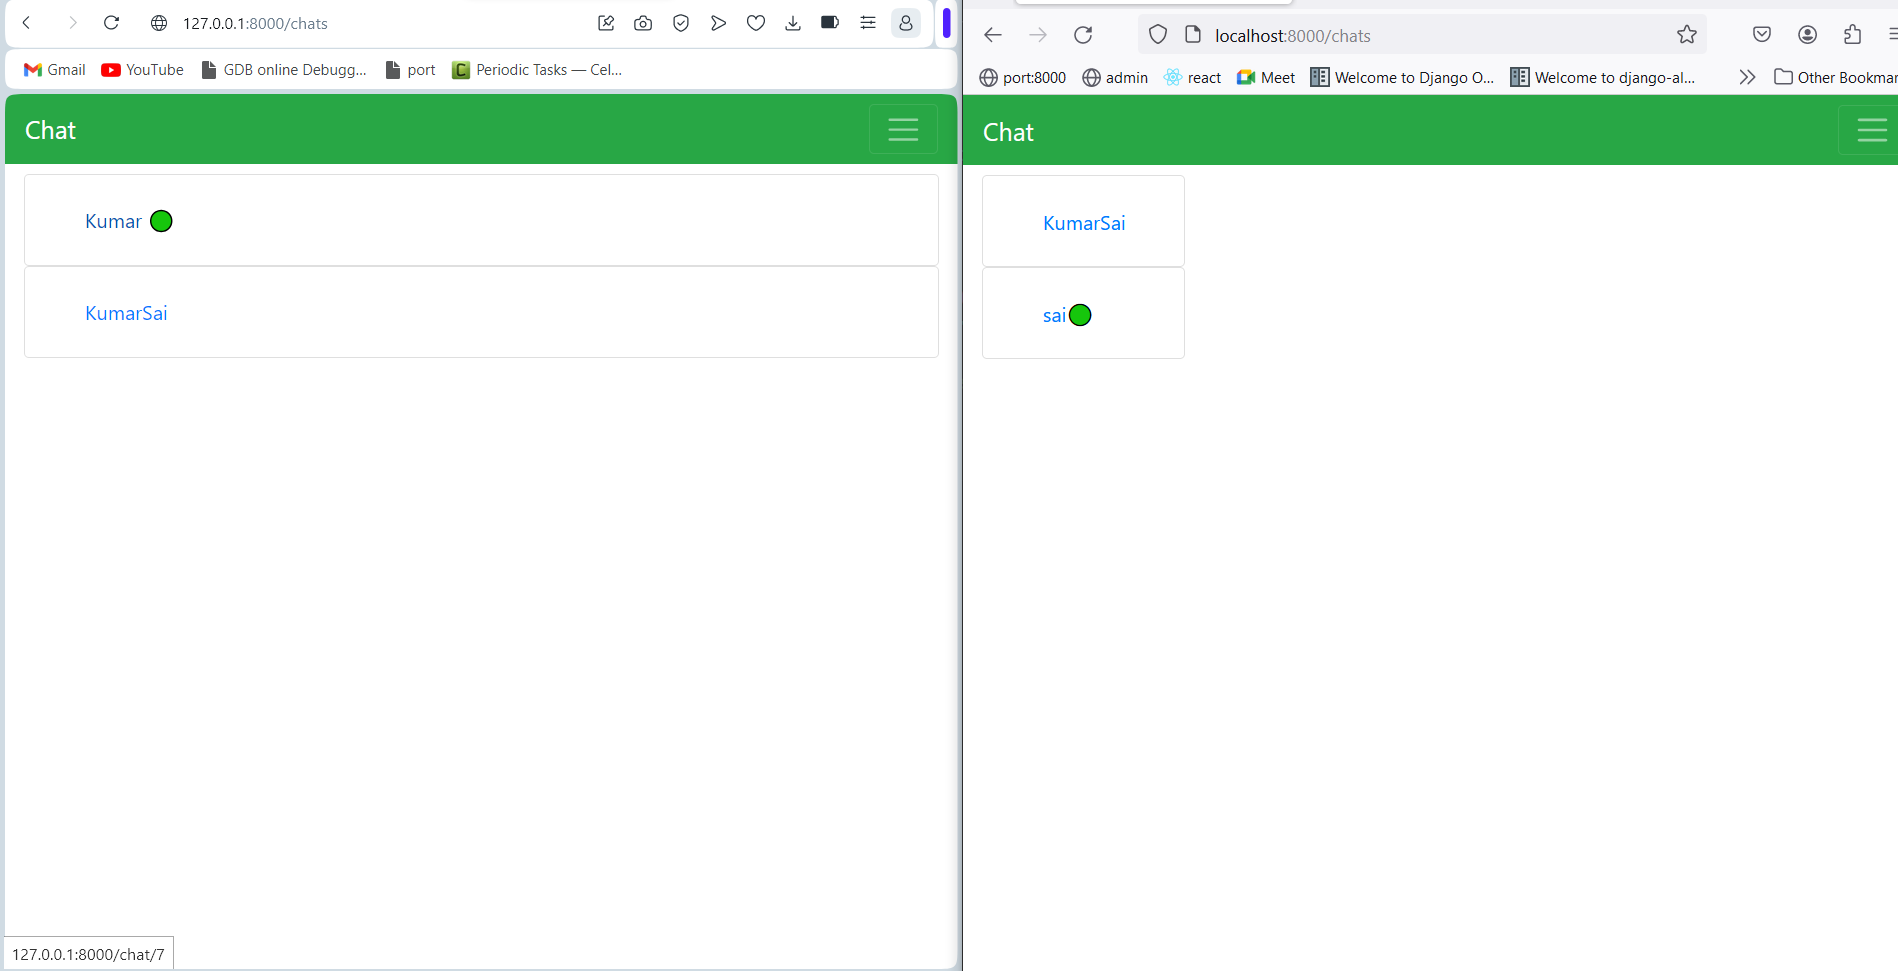 127.0.0.1:8000/chats
Gmail YouTube GDB online Debugg... port Periodic Tasks — Cel...
Chat
Kumar
KumarSai
127.0.0.1:8000/chat/7
localhost:8000/chats
port:8000 admin react Meet Welcome to Django O... Welcome to django-al... Other Bookmar
Chat
KumarSai
sai